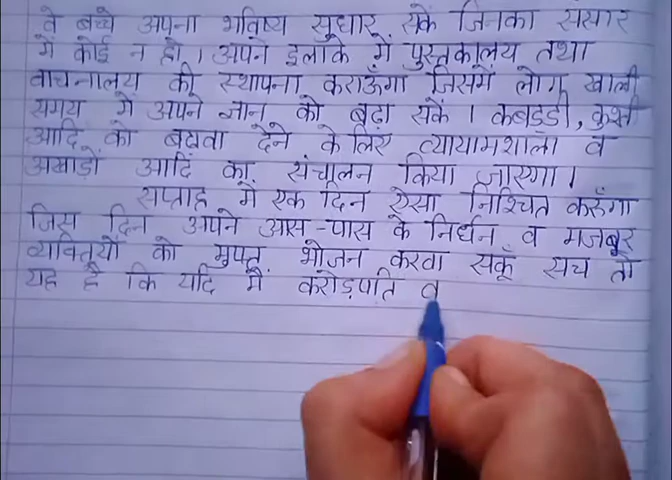 वे बच्चे अपना भविष्य सुधार सकें जिनका संसार
में कोई न हो। अपने इलाके में पुस्तकालय तथा
वाचनालय की स्थापना कराऊँगा जिसमें लोग खाली
समय में अपने ज्ञान को बढ़ा सकें। कबड्डी, कुश्ती
आदि को बढ़ावा देने के लिए व्यायामशाला व
अखाड़ों आदि का संचालन किया जाएगा।
सप्ताह में एक दिन ऐसा निश्चित करूँगा
जिस दिन अपने आस-पास के निर्धन व मजबूर
व्यक्तियों को मुफ्त भोजन करवा सकूँ सच तो
यह है कि यदि मैं करोड़पति व